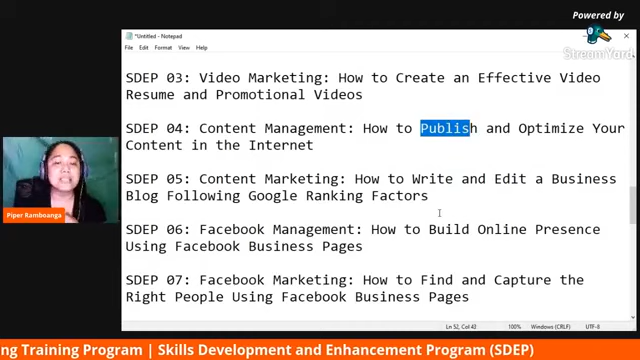 Powered by
StreamYard
*Untitled - Notepad
File Edit Format View Help
SDEP 03: Video Marketing: How to Create an Effective Video
Resume and Promotional Videos
SDEP 04: Content Management: How to Publish and Optimize Your
Content in the Internet
SDEP 05: Content Marketing: How to Write and Edit a Business
Blog Following Google Ranking Factors
SDEP 06: Facebook Management: How to Build Online Presence
Using Facebook Business Pages
SDEP 07: Facebook Marketing: How to Find and Capture the
Right People Using Facebook Business Pages
Ln 52, Col 43 100% Windows (CRLF) UTF-8
Piper Ramboanga
ng Training Program | Skills Development and Enhancement Program (SDEP)